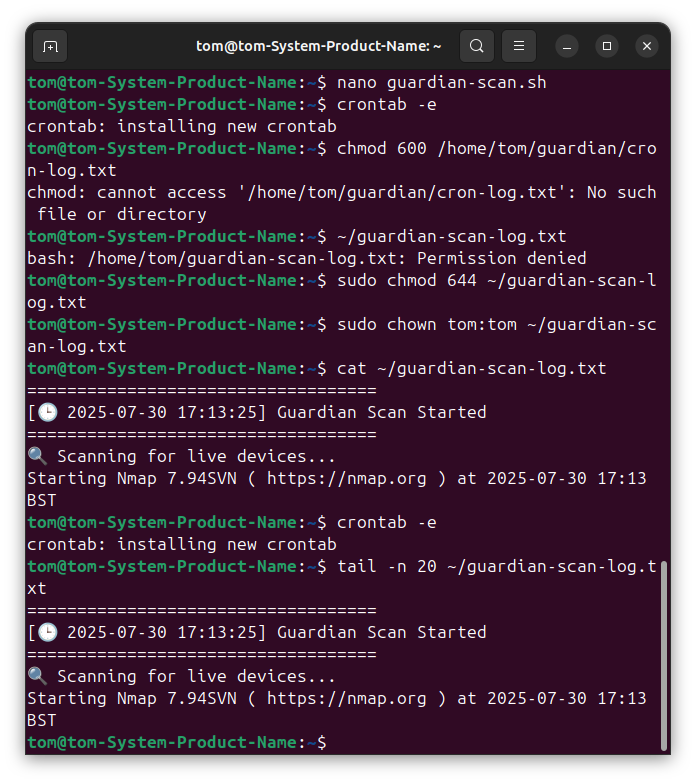 tom@tom-System-Product-Name: ~
tom@tom-System-Product-Name:~$ nano guardian-scan.sh
tom@tom-System-Product-Name:~$ crontab -e
crontab: installing new crontab
tom@tom-System-Product-Name:~$ chmod 600 /home/tom/guardian/cro
n-log.txt
chmod: cannot access '/home/tom/guardian/cron-log.txt': No such
 file or directory
tom@tom-System-Product-Name:~$ ~/guardian-scan-log.txt
bash: /home/tom/guardian-scan-log.txt: Permission denied
tom@tom-System-Product-Name:~$ sudo chmod 644 ~/guardian-scan-l
og.txt
tom@tom-System-Product-Name:~$ sudo chown tom:tom ~/guardian-sc
an-log.txt
tom@tom-System-Product-Name:~$ cat ~/guardian-scan-log.txt
===================================
[🕒 2025-07-30 17:13:25] Guardian Scan Started
===================================
🔍 Scanning for live devices...
Starting Nmap 7.94SVN ( https://nmap.org ) at 2025-07-30 17:13
BST
tom@tom-System-Product-Name:~$ crontab -e
crontab: installing new crontab
tom@tom-System-Product-Name:~$ tail -n 20 ~/guardian-scan-log.t
xt
===================================
[🕒 2025-07-30 17:13:25] Guardian Scan Started
===================================
🔍 Scanning for live devices...
Starting Nmap 7.94SVN ( https://nmap.org ) at 2025-07-30 17:13
BST
tom@tom-System-Product-Name:~$